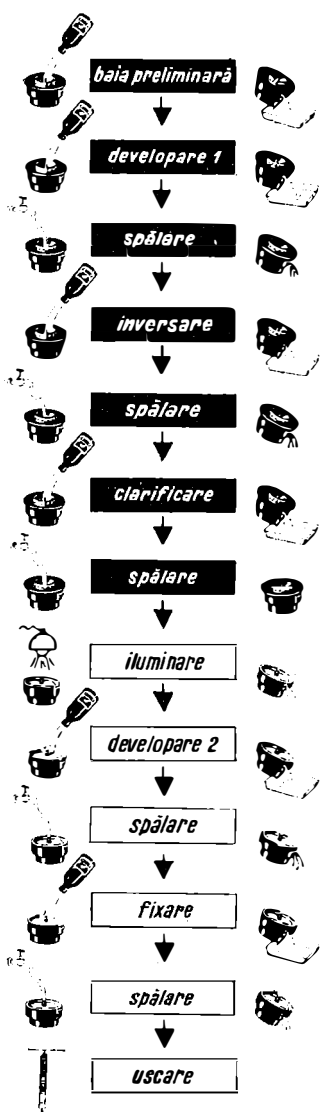 baia preliminară
developare 1
spălare
inversare
spălare
clarificare
spălare
iluminare
developare 2
spălare
fixare
spălare
uscare